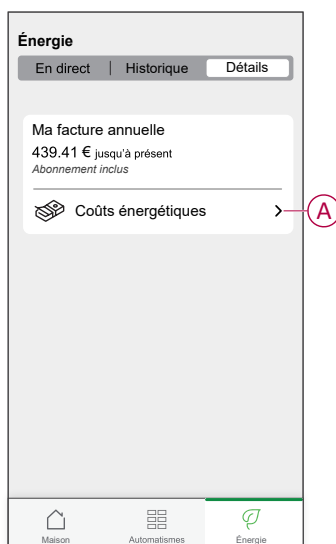 Énergie
En direct | Historique Détails
Ma facture annuelle
439.41 € jusqu'à présent
Abonnement inclus
Coûts énergétiques
A
Maison Automatismes Énergie